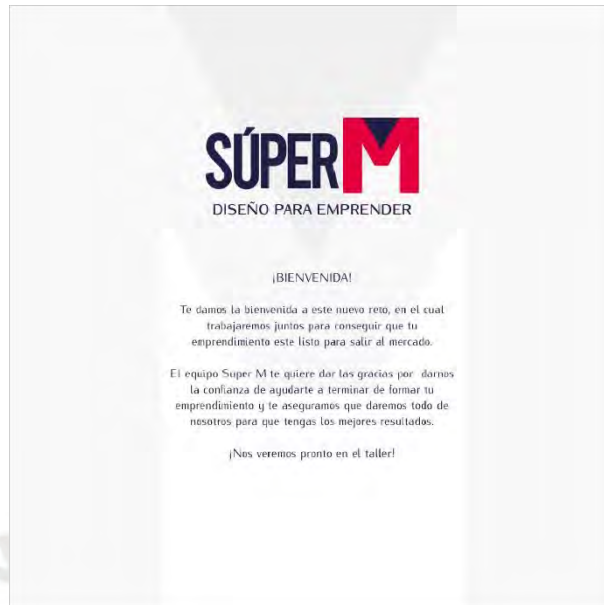 SÚPER M
DISEÑO PARA EMPRENDER
¡BIENVENIDA!
Te damos la bienvenida a este nuevo reto, en el cual
trabajaremos juntos para conseguir que tu
emprendimiento este listo para salir al mercado.
El equipo Super M te quiere dar las gracias por darnos
la confianza de ayudarte a terminar de formar tu
emprendimiento y te aseguramos que daremos todo de
nosotros para que tengas los mejores resultados.
¡Nos veremos pronto en el taller!